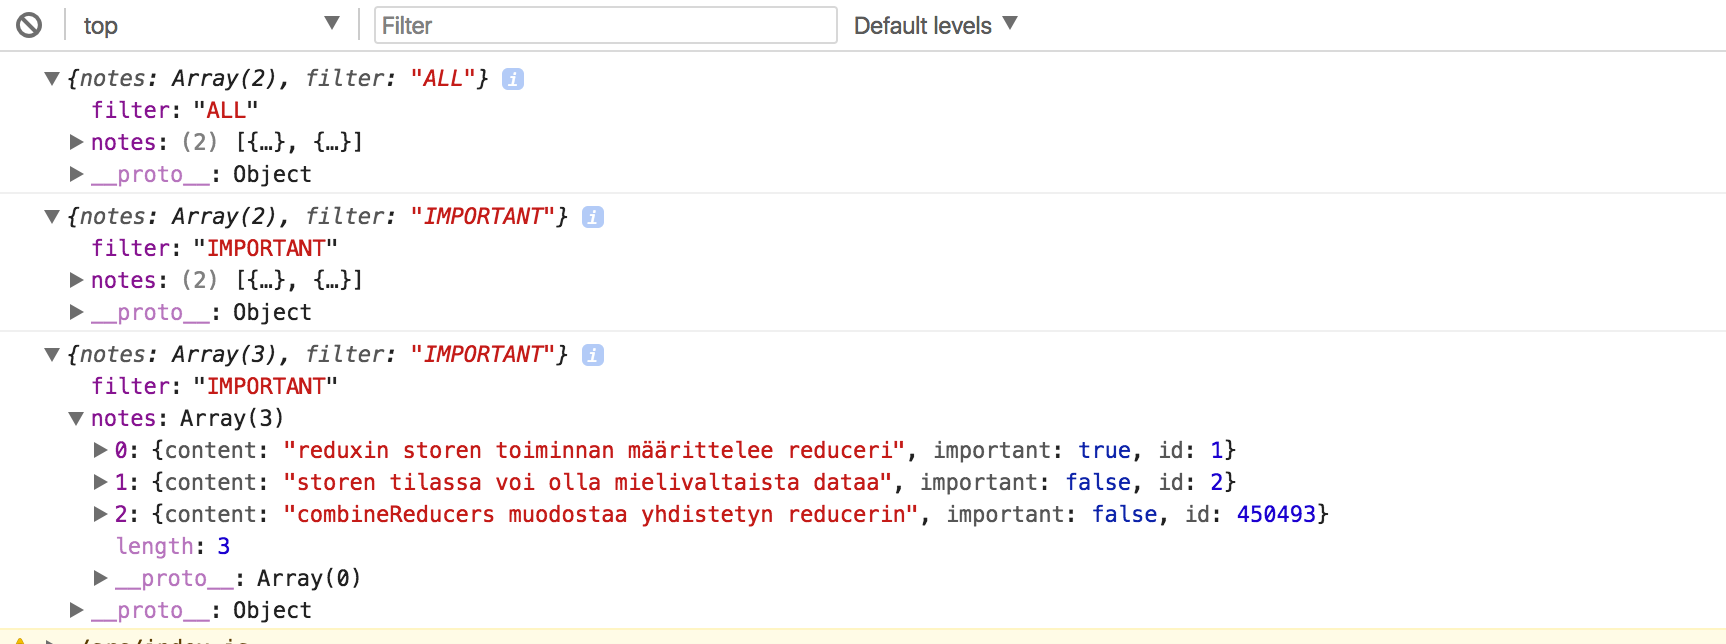 top Filter Default levels
{notes: Array(2), filter: "ALL"} i
filter: "ALL"
notes: (2) [{…}, {…}]
__proto__: Object
{notes: Array(2), filter: "IMPORTANT"} i
filter: "IMPORTANT"
notes: (2) [{…}, {…}]
__proto__: Object
{notes: Array(3), filter: "IMPORTANT"} i
filter: "IMPORTANT"
notes: Array(3)
0: {content: "reduxin storen toiminnan määrittelee reduceri", important: true, id: 1}
1: {content: "storen tilassa voi olla mielivaltaista dataa", important: false, id: 2}
2: {content: "combineReducers muodostaa yhdistetyn reducerin", important: false, id: 450493}
length: 3
__proto__: Array(0)
__proto__: Object